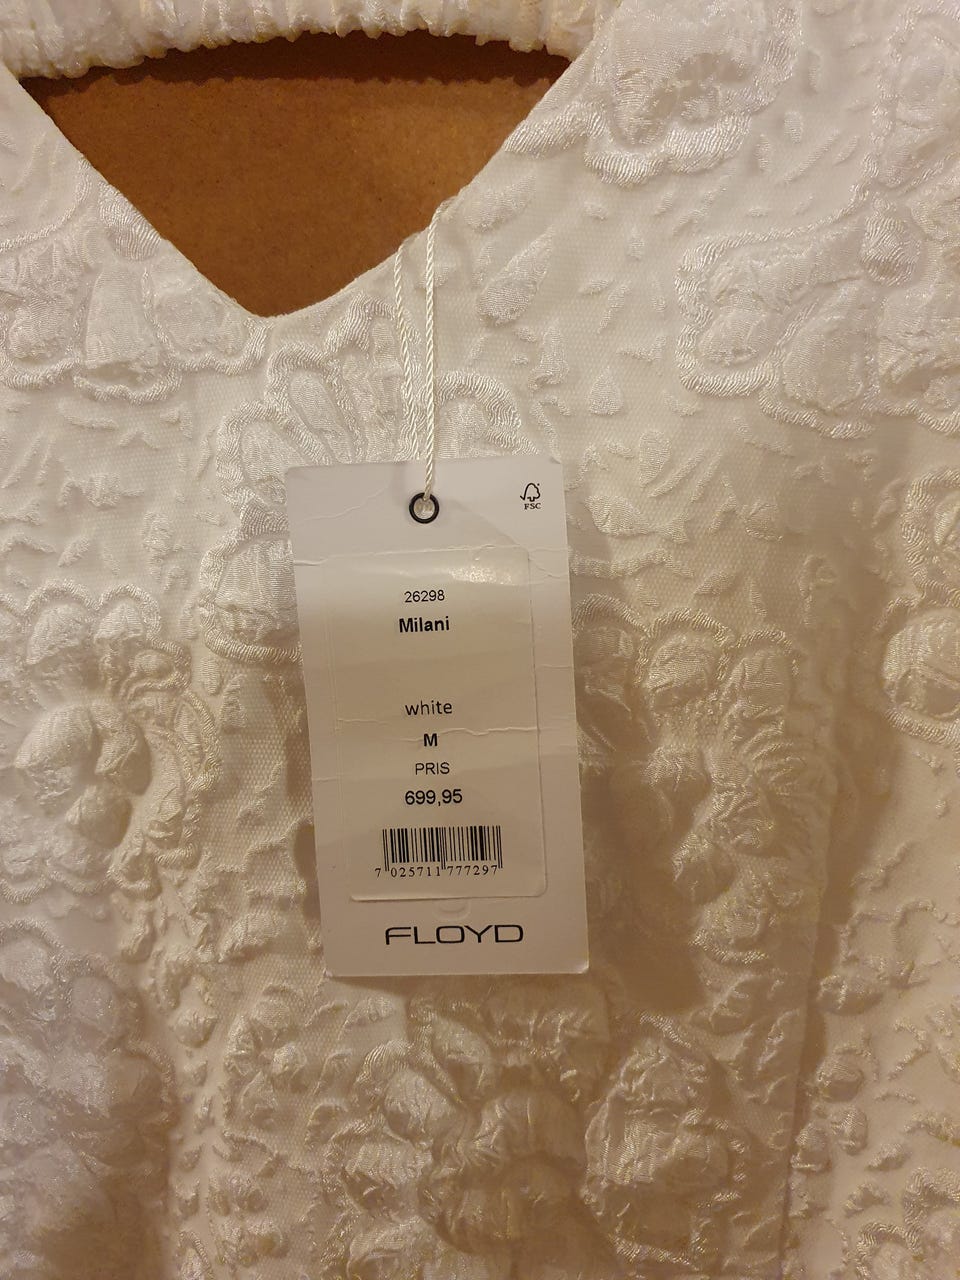 FSC
26298
Milani
white
M
PRIS
699,95
7 025711 777297
FLOYD